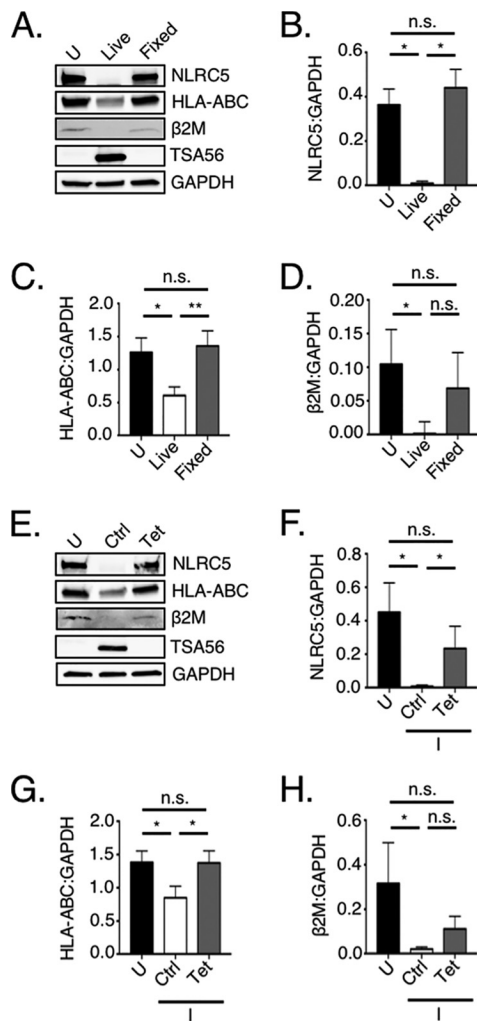 A.
U Live Fixed
NLRC5
HLA-ABC
β2M
TSA56
GAPDH
B.
n.s.
* *
NLRC5:GAPDH
0.6
0.4
0.2
0.0
U Live Fixed
C.
n.s.
* **
HLA-ABC:GAPDH
2.0
1.5
1.0
0.5
0.0
U Live Fixed
D.
n.s.
* n.s.
β2M:GAPDH
0.20
0.15
0.10
0.05
0.00
U Live Fixed
E.
U Ctrl Tet
NLRC5
HLA-ABC
β2M
TSA56
GAPDH
F.
n.s.
* *
NLRC5:GAPDH
0.8
0.6
0.4
0.2
0.0
U Ctrl Tet
I
G.
n.s.
* *
HLA-ABC:GAPDH
2.0
1.5
1.0
0.5
0.0
U Ctrl Tet
I
H.
n.s.
* n.s.
β2M:GAPDH
0.6
0.4
0.2
0.0
U Ctrl Tet
I